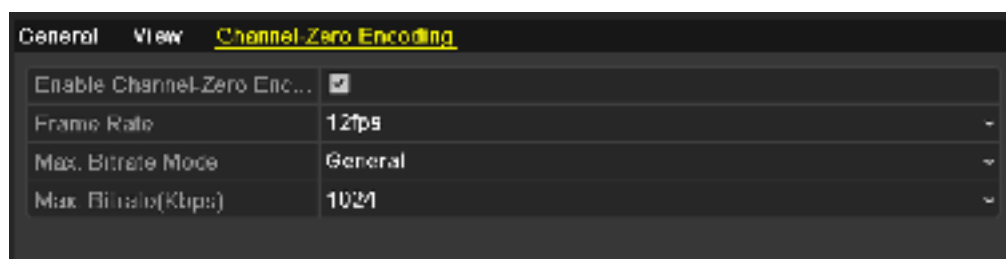 General View Channel-Zero Encoding
Enable Channel-Zero Enc...
Frame Rate 12fps
Max. Bitrate Mode General
Max. Bitrate(Kbps) 1024